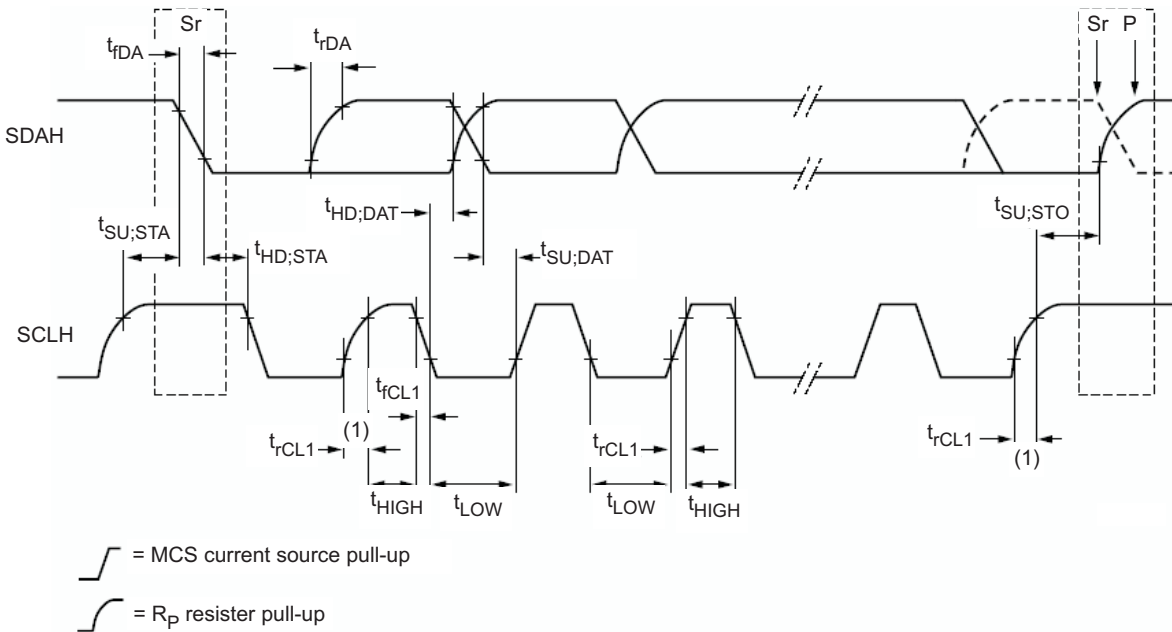 Sr
Sr P
tfDA
trDA
SDAH
tHD;DAT
tSU;STA
tHD;STA
tSU;DAT
tSU;STO
SCLH
tfCL1
(1)
trCL1
trCL1
trCL1
(1)
tHIGH
tLOW
tLOW
tHIGH
= MCS current source pull-up
= RP resister pull-up